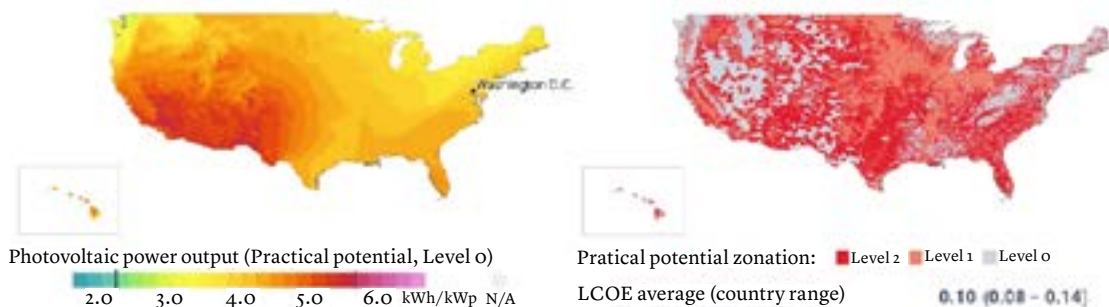 Washington D.C.
Photovoltaic power output (Practical potential, Level 0)
2.0 3.0 4.0 5.0 6.0 kWh/kWp N/A
Pratical potential zonation: Level 2 Level 1 Level 0
LCOE average (country range) 0.10 (0.08 - 0.14)